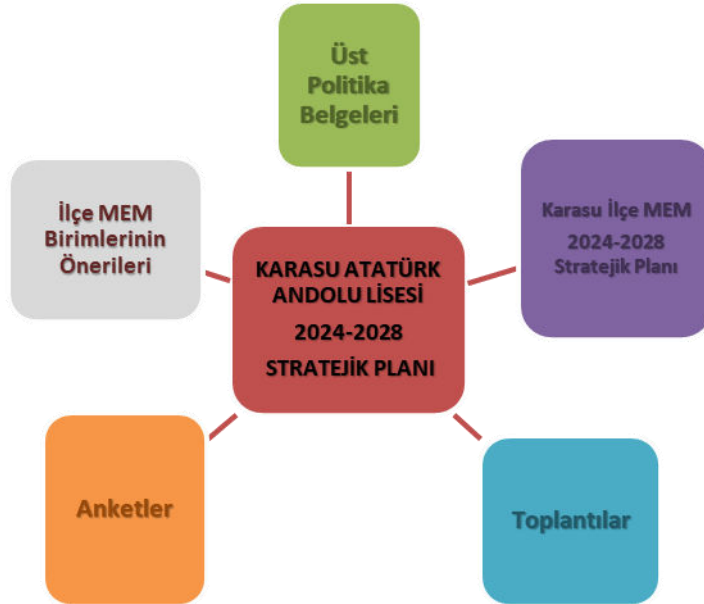 Üst
Politika
Belgeleri
İlçe MEM
Birimlerinin
Önerileri
Karasu İlçe MEM
2024-2028
Stratejik Planı
KARASU ATATÜRK
ANDOLU LİSESİ
2024-2028
STRATEJİK PLANI
Anketler
Toplantılar